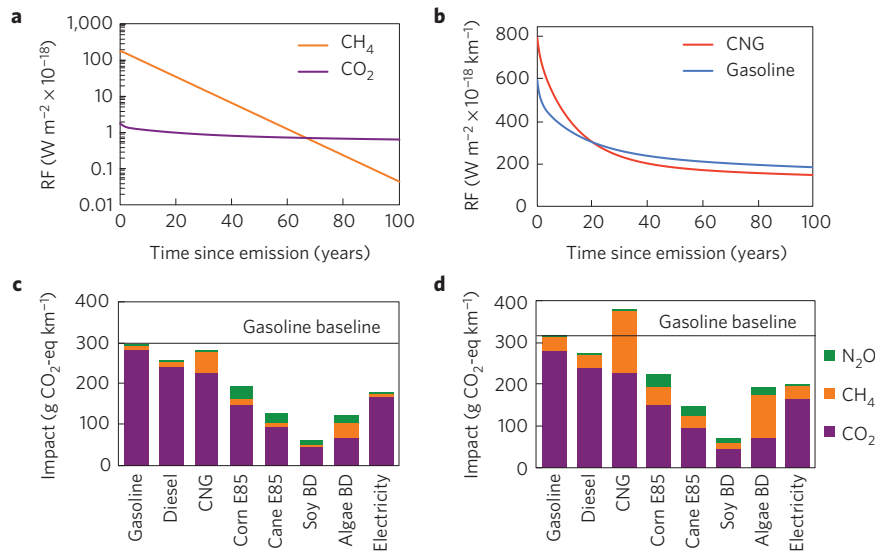 a
1,000
100
10
1
0.1
0.01
RF (W m⁻² × 10⁻¹⁸)
CH₄
CO₂
0
20
40
60
80
100
Time since emission (years)
b
800
600
400
200
0
RF (W m⁻² × 10⁻¹⁸ km⁻¹)
CNG
Gasoline
0
20
40
60
80
100
Time since emission (years)
c
400
300
200
100
0
Impact (g CO₂-eq km⁻¹)
Gasoline baseline
Gasoline
Diesel
CNG
Corn E85
Cane E85
Soy BD
Algae BD
Electricity
d
400
300
200
100
0
Impact (g CO₂-eq km⁻¹)
Gasoline baseline
Gasoline
Diesel
CNG
Corn E85
Cane E85
Soy BD
Algae BD
Electricity
N₂O
CH₄
CO₂